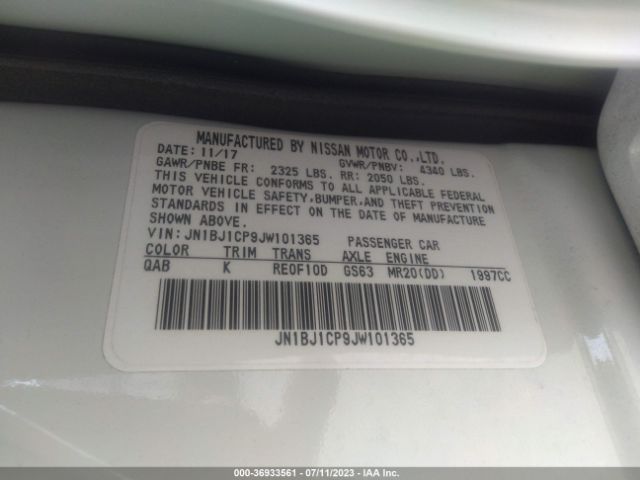 MANUFACTURED BY NISSAN MOTOR CO.,LTD.
DATE: 11/17 GVWR/PNBV: 4340 LBS.
GAWR/PNBE FR: 2325 LBS. RR: 2050 LBS.
THIS VEHICLE CONFORMS TO ALL APPLICABLE FEDERAL
MOTOR VEHICLE SAFETY,BUMPER,AND THEFT PREVENTION
STANDARDS IN EFFECT ON THE DATE OF MANUFACTURE
SHOWN ABOVE.
VIN: JN1BJ1CP9JW101365 PASSENGER CAR
COLOR TRIM TRANS AXLE ENGINE
QAB K RE0F10D GS63 MR20(DD) 1997CC
JN1BJ1CP9JW101365
000-36933561 - 07/11/2023 - IAA Inc.